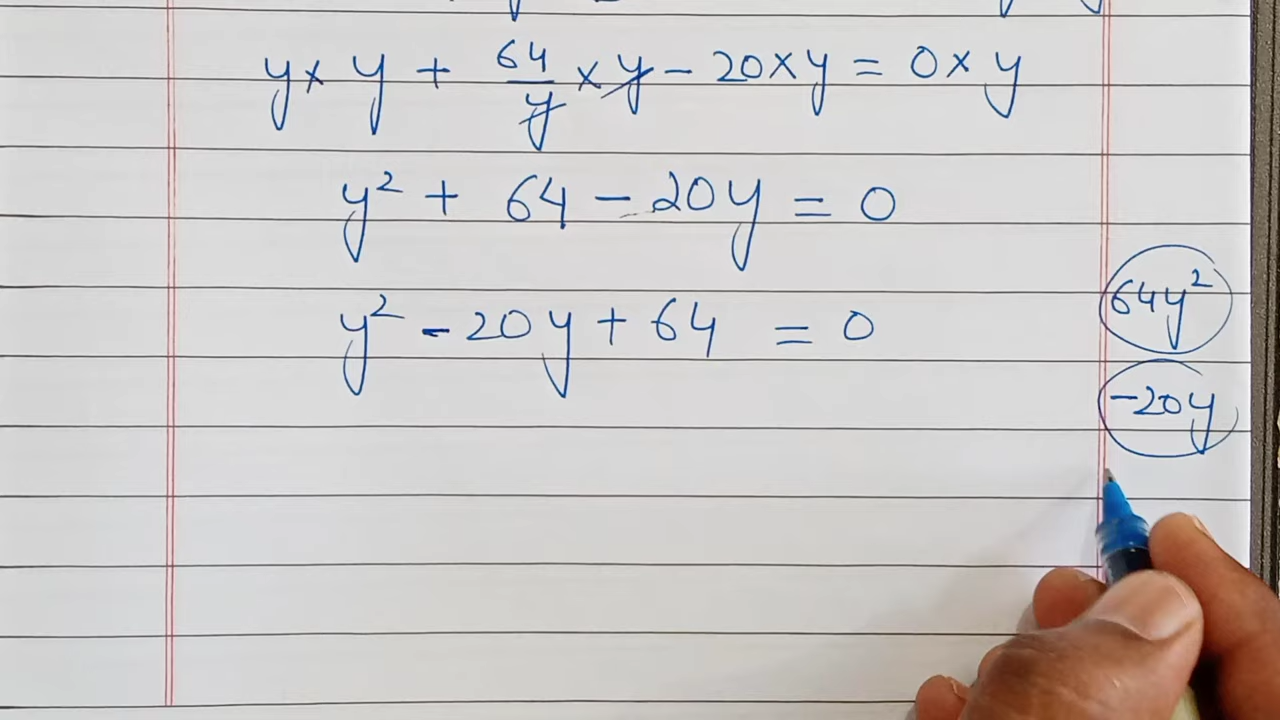 y × y + 64/y × y - 20 × y = 0 × y
y² + 64 - 20y = 0
y² - 20y + 64 = 0
64y²
-20y